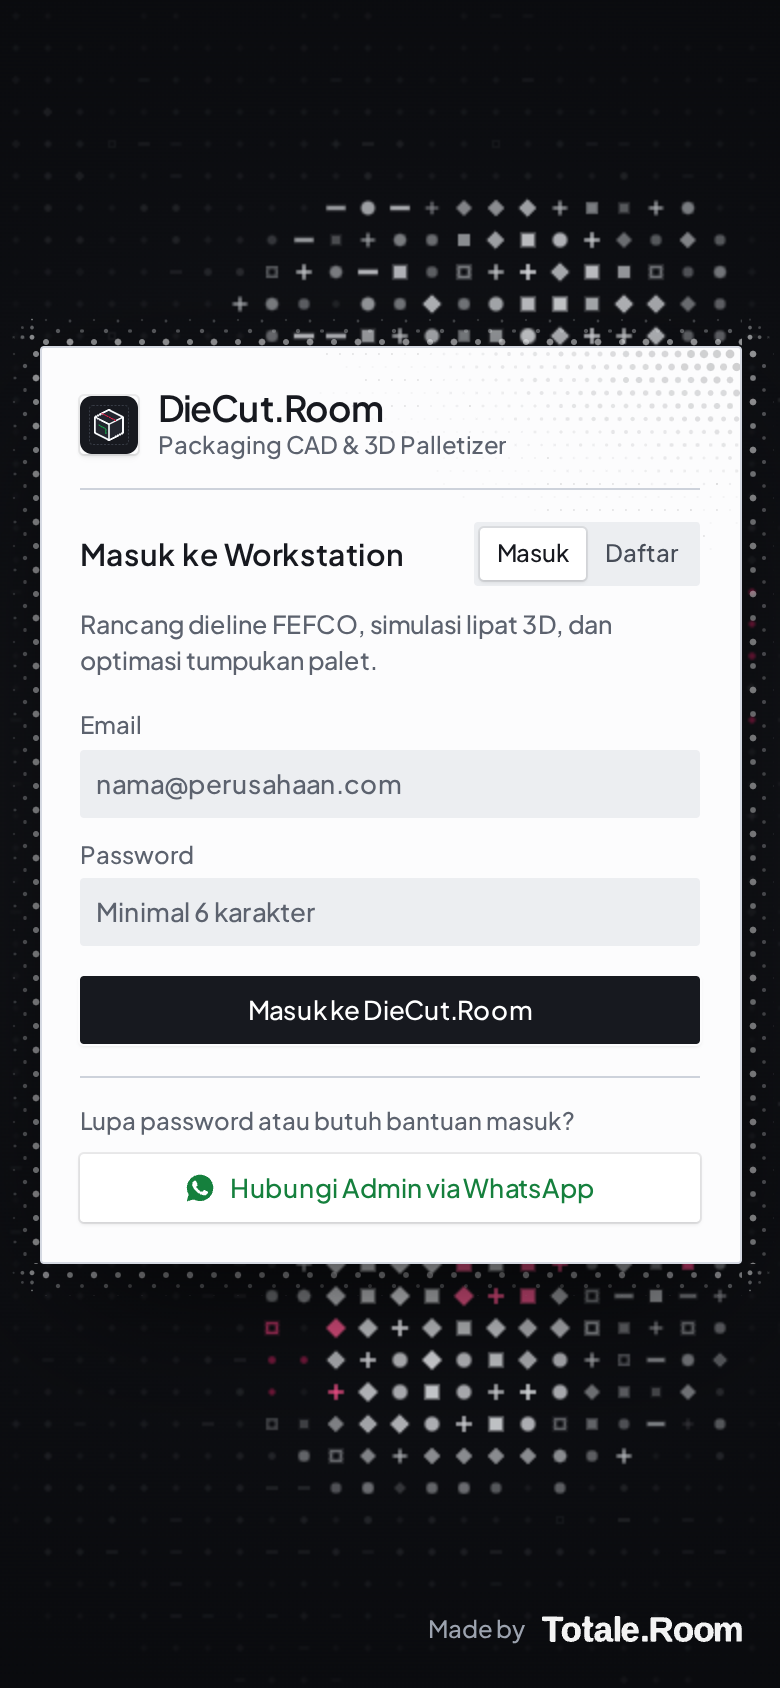 DieCut.Room
Packaging CAD & 3D Palletizer
Masuk ke Workstation
Masuk
Daftar
Rancang dieline FEFCO, simulasi lipat 3D, dan
optimasi tumpukan palet.
Email
nama@perusahaan.com
Password
Minimal 6 karakter
Masuk ke DieCut.Room
Lupa password atau butuh bantuan masuk?
Hubungi Admin via WhatsApp
Made by Totale.Room